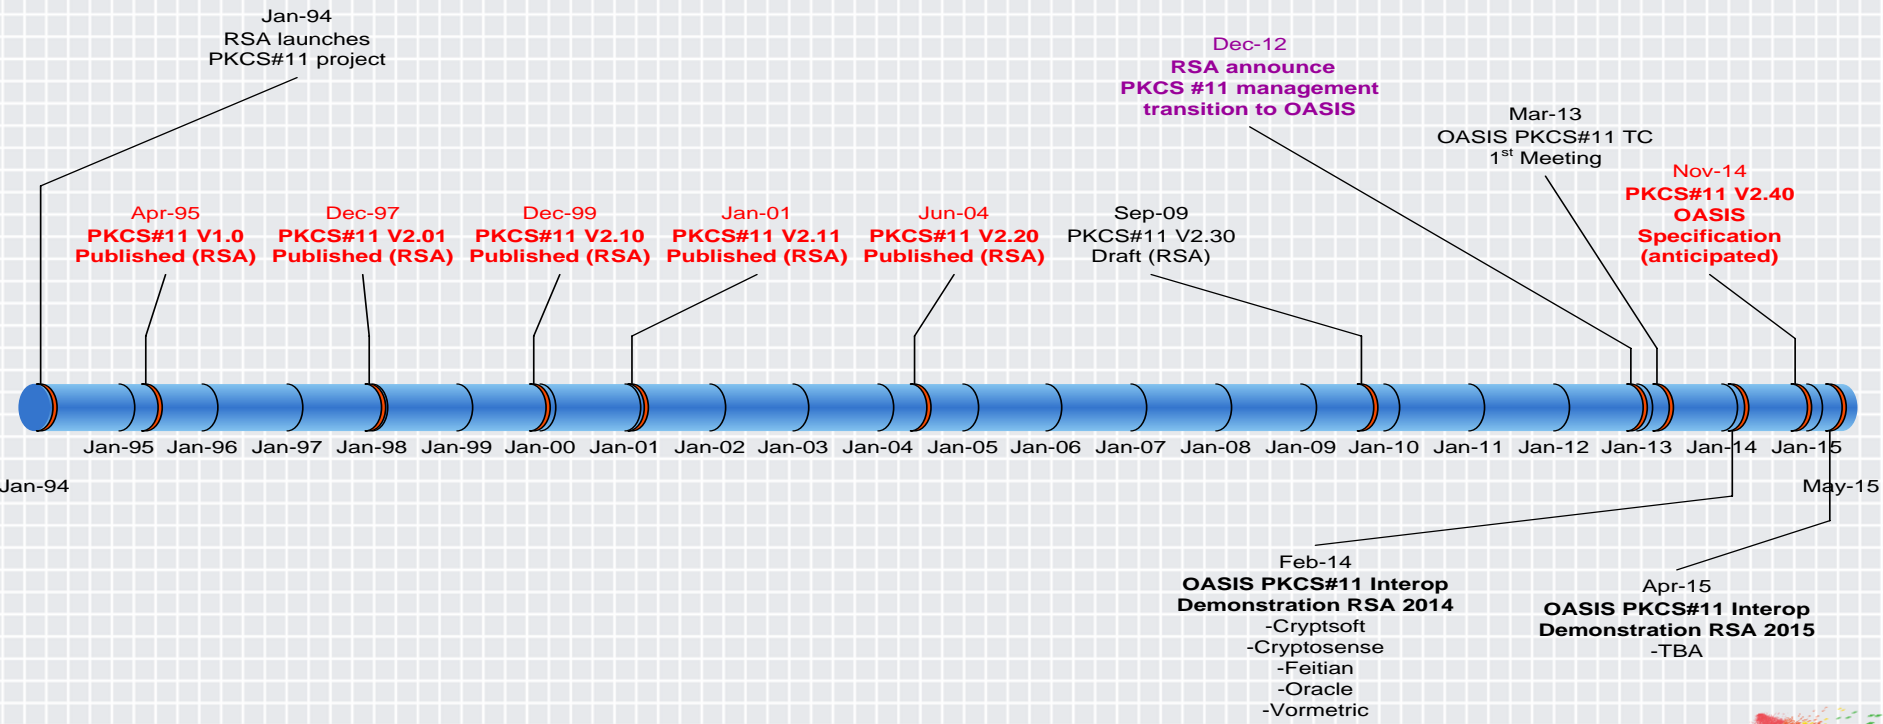 Jan-94
RSA launches
PKCS#11 project
Apr-95
PKCS#11 V1.0
Published (RSA)
Dec-97
PKCS#11 V2.01
Published (RSA)
Dec-99
PKCS#11 V2.10
Published (RSA)
Jan-01
PKCS#11 V2.11
Published (RSA)
Jun-04
PKCS#11 V2.20
Published (RSA)
Sep-09
PKCS#11 V2.30
Draft (RSA)
Dec-12
RSA announce
PKCS #11 management
transition to OASIS
Mar-13
OASIS PKCS#11 TC
1st Meeting
Nov-14
PKCS#11 V2.40
OASIS
Specification
(anticipated)
Jan-95 Jan-96 Jan-97 Jan-98 Jan-99 Jan-00 Jan-01 Jan-02 Jan-03 Jan-04 Jan-05 Jan-06 Jan-07 Jan-08 Jan-09 Jan-10 Jan-11 Jan-12 Jan-13 Jan-14 Jan-15
Jan-94 May-15
Feb-14
OASIS PKCS#11 Interop
Demonstration RSA 2014
-Cryptsoft
-Cryptosense
-Feitian
-Oracle
-Vormetric
Apr-15
OASIS PKCS#11 Interop
Demonstration RSA 2015
-TBA